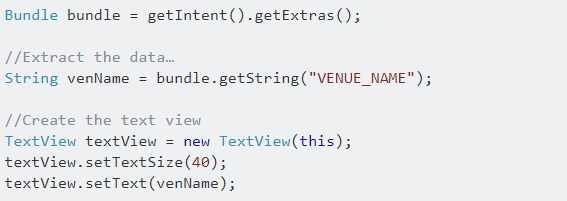 Bundle bundle = getIntent().getExtras();
//Extract the data…
String venName = bundle.getString("VENUE_NAME");
//Create the text view
TextView textView = new TextView(this);
textView.setTextSize(40);
textView.setText(venName);